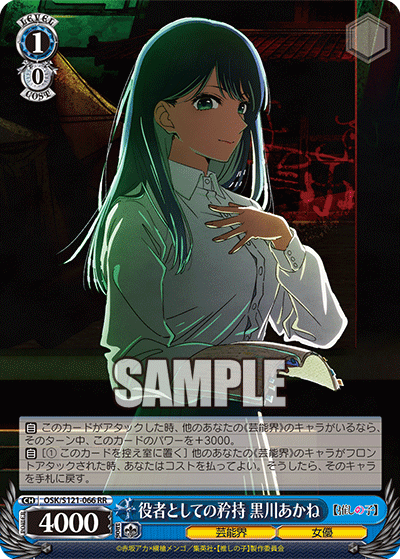 LEVEL
1
0
COST
SAMPLE
自 このカードがアタックした時、他のあなたの《芸能界》のキャラがいるなら、
そのターン中、このカードのパワーを+3000。
自 [① このカードを控え室に置く] 他のあなたの《芸能界》のキャラがフロント
アタックされた時、あなたはコストを払ってよい。そうしたら、そのキャラを
手札に戻す。
CH OSK/S121-066 RR
役者としての矜持 黒川あかね
【推しの子】
4000
POWER
芸能界
女優
©赤坂アカ×横槍メンゴ／集英社・【推しの子】製作委員会